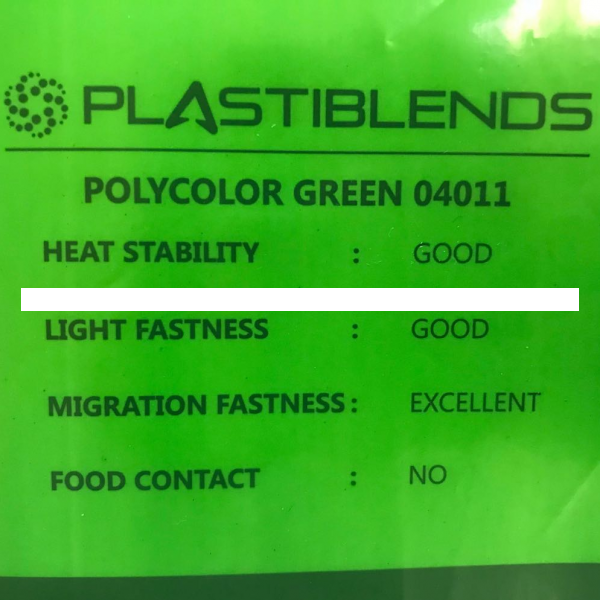 PLASTIBLENDS
POLYCOLOR GREEN 04011
HEAT STABILITY : GOOD
LIGHT FASTNESS : GOOD
MIGRATION FASTNESS : EXCELLENT
FOOD CONTACT : NO